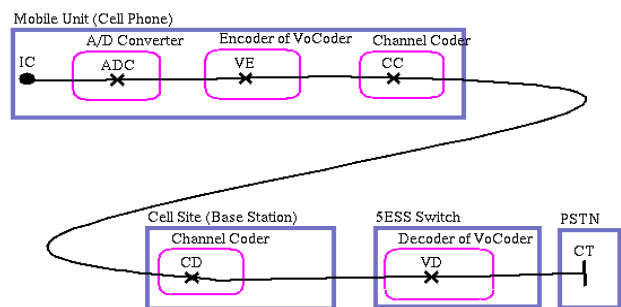 Mobile Unit (Cell Phone)
A/D Converter
Encoder of VoCoder
Channel Coder
IC
ADC
VE
CC
Cell Site (Base Station)
5ESS Switch
PSTN
Channel Coder
Decoder of VoCoder
CD
VD
CT